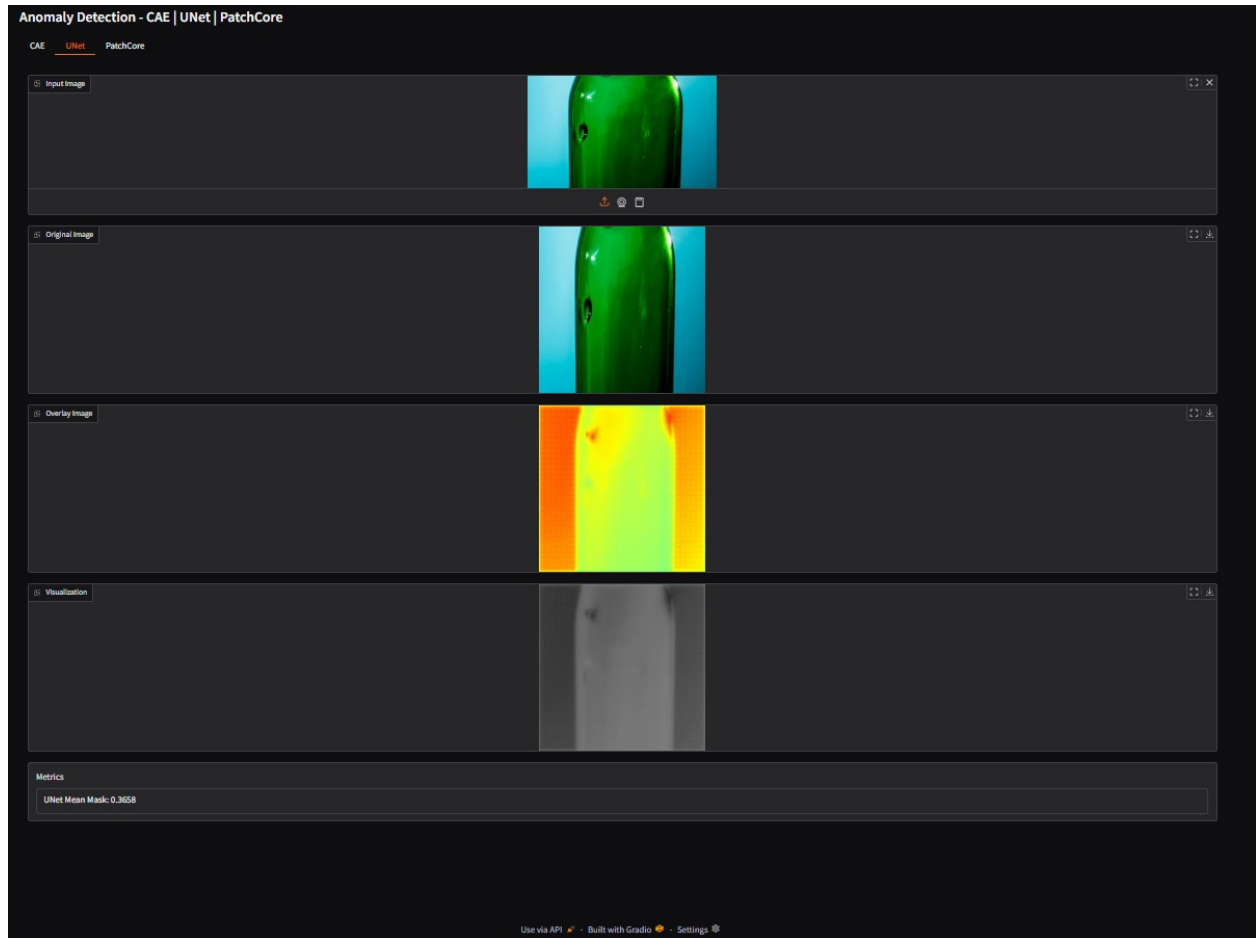 Anomaly Detection - CAE | UNet | PatchCore
CAE UNet PatchCore
Input Image
Original Image
Overlay Image
Visualization
Metrics
UNet Mean Mask: 0.3658
Use via API · Built with Gradio · Settings